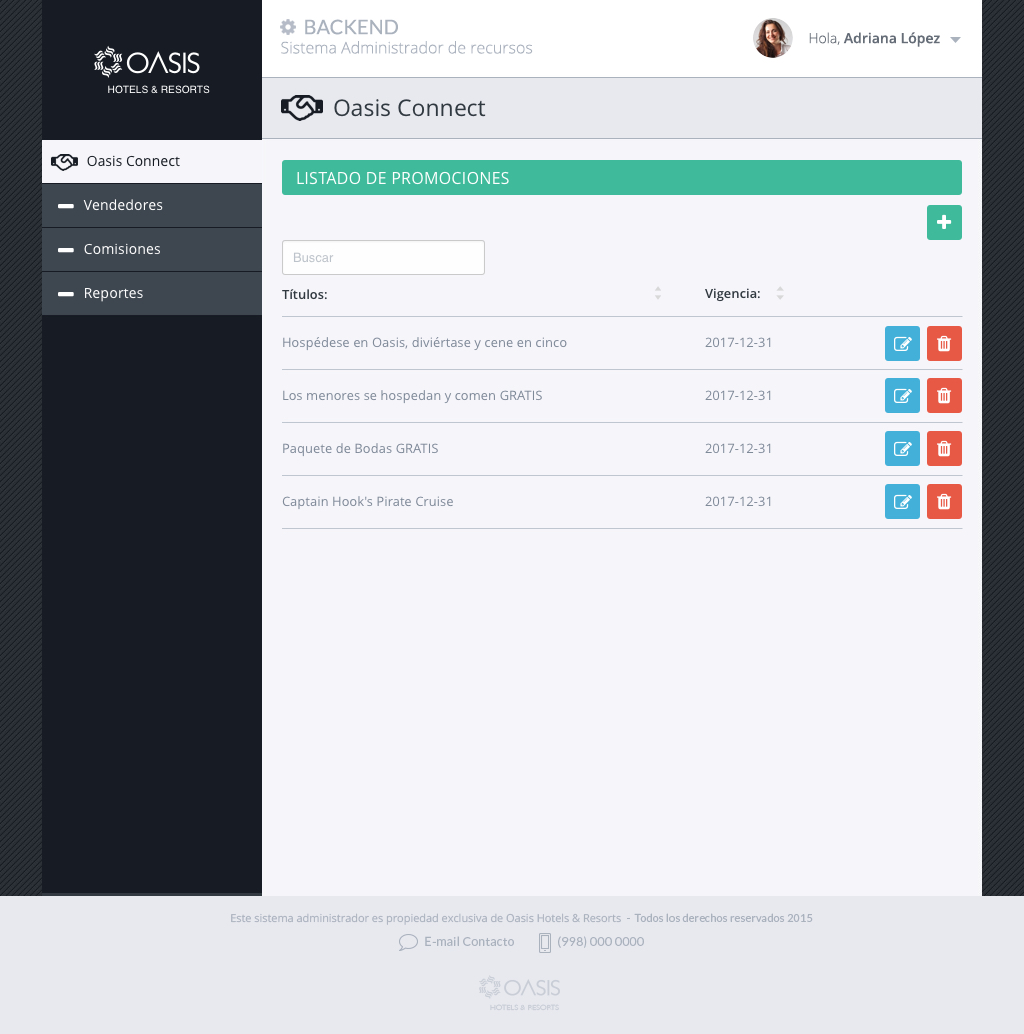 OASIS
HOTELS & RESORTS
BACKEND
Sistema Administrador de recursos
Hola, Adriana López
Oasis Connect
Oasis Connect
Vendedores
Comisiones
Reportes
LISTADO DE PROMOCIONES
Buscar
Títulos: Vigencia:
Hospédese en Oasis, diviértase y cene en cinco 2017-12-31
Los menores se hospedan y comen GRATIS 2017-12-31
Paquete de Bodas GRATIS 2017-12-31
Captain Hook's Pirate Cruise 2017-12-31
Este sistema administrador es propiedad exclusiva de Oasis Hotels & Resorts - Todos los derechos reservados 2015
E-mail Contacto (998) 000 0000
OASIS
HOTELS & RESORTS